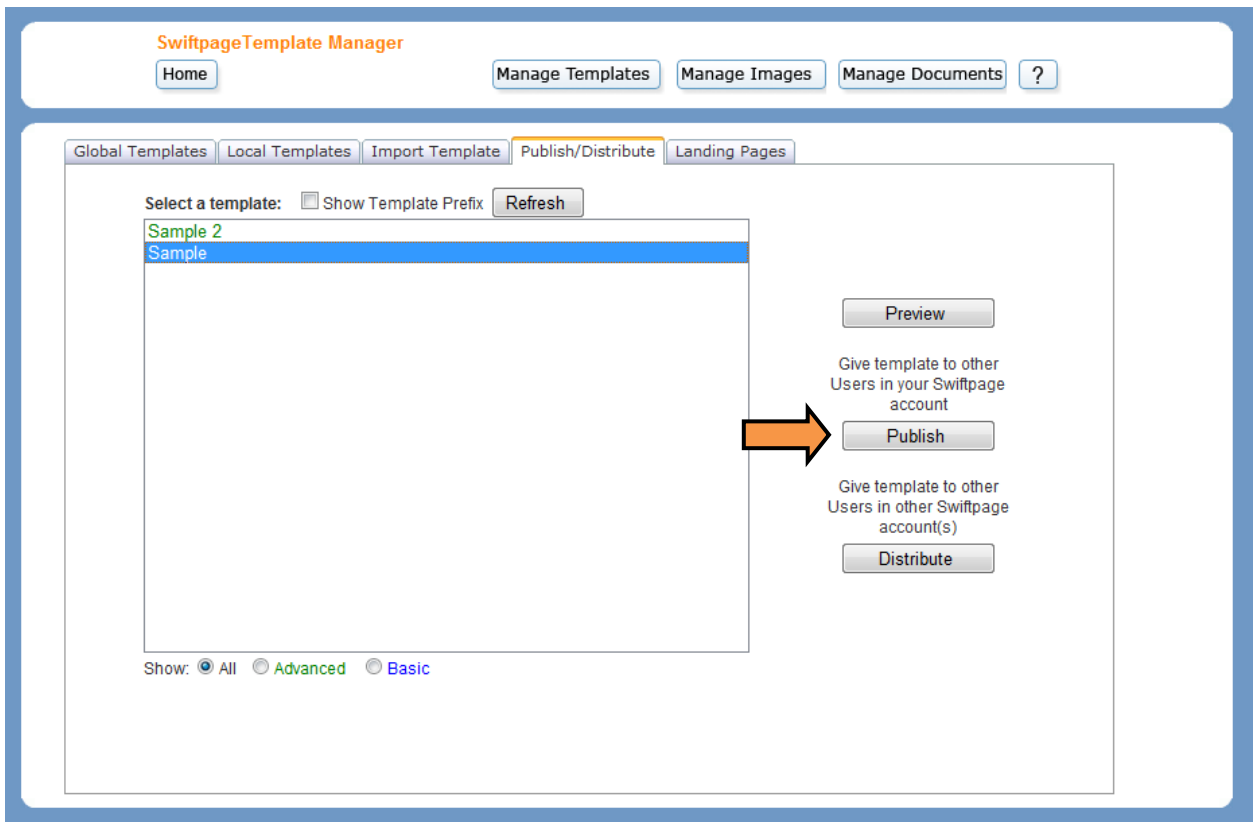 SwiftpageTemplate Manager
Home Manage Templates Manage Images Manage Documents ?
Global Templates Local Templates Import Template Publish/Distribute Landing Pages
Select a template: Show Template Prefix Refresh
Sample 2
Sample
Preview
Give template to other
Users in your Swiftpage
account
Publish
Give template to other
Users in other Swiftpage
account(s)
Distribute
Show: All Advanced Basic